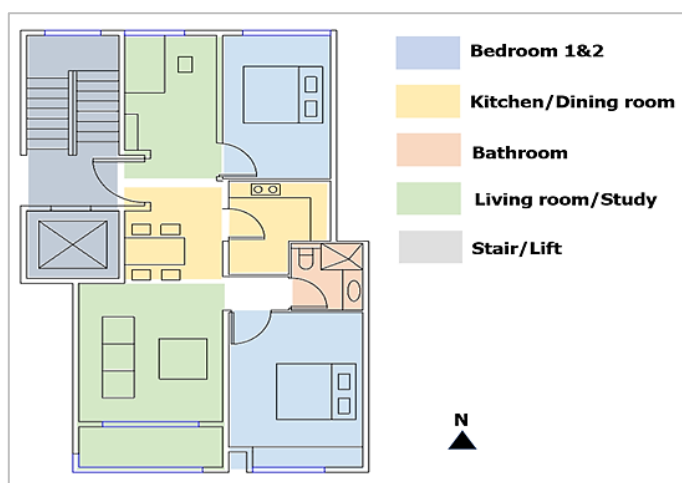 Bedroom 1&2
Kitchen/Dining room
Bathroom
Living room/Study
Stair/Lift
N